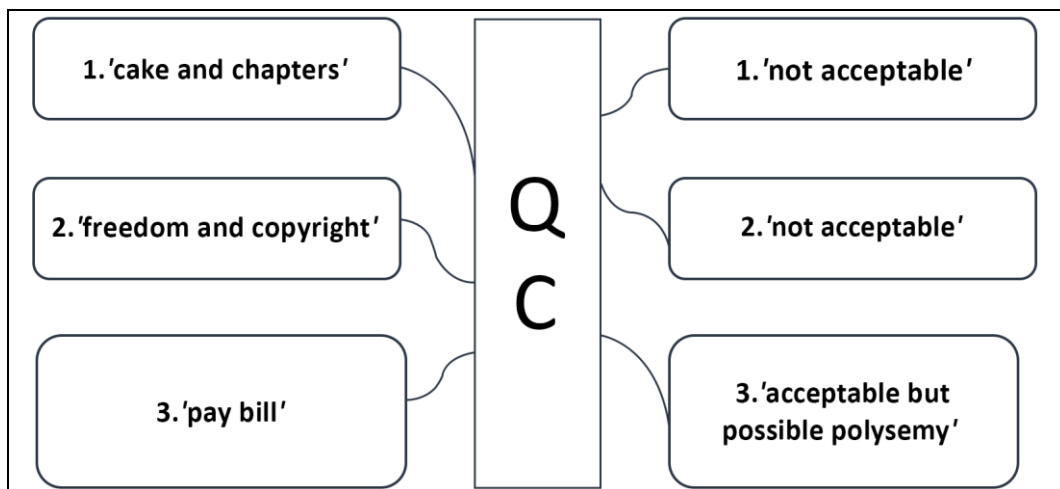 1.'cake and chapters'
2.'freedom and copyright'
3.'pay bill'
Q
C
1.'not acceptable'
2.'not acceptable'
3.'acceptable but
possible polysemy'